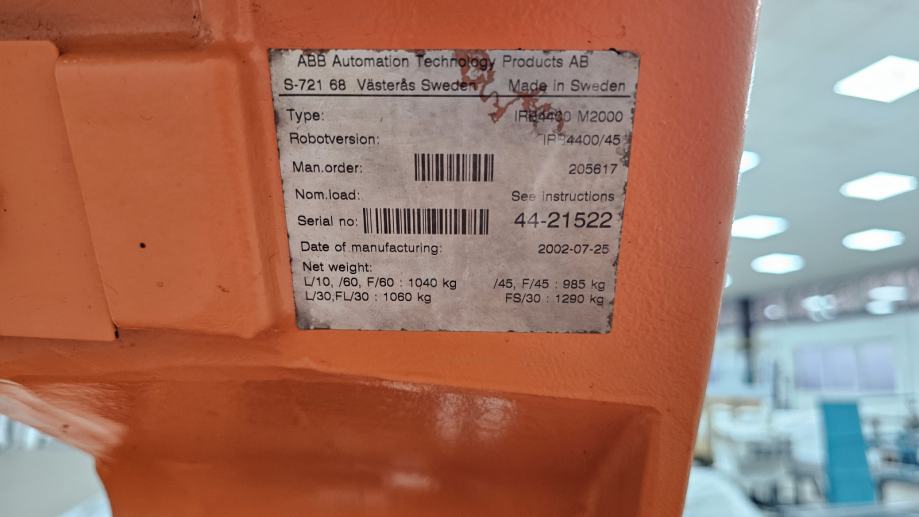 ABB Automation Technology Products AB
S-721 68 Västerås Sweden Made in Sweden
Type: IRB4400 M2000
Robotversion: IRB4400/45
Man.order: 205617
Nom.load: See instructions
Serial no: 44-21522
Date of manufacturing: 2002-07-25
Net weight:
L/10, /60, F/60 : 1040 kg /45, F/45 : 985 kg
L/30,FL/30 : 1060 kg FS/30 : 1290 kg